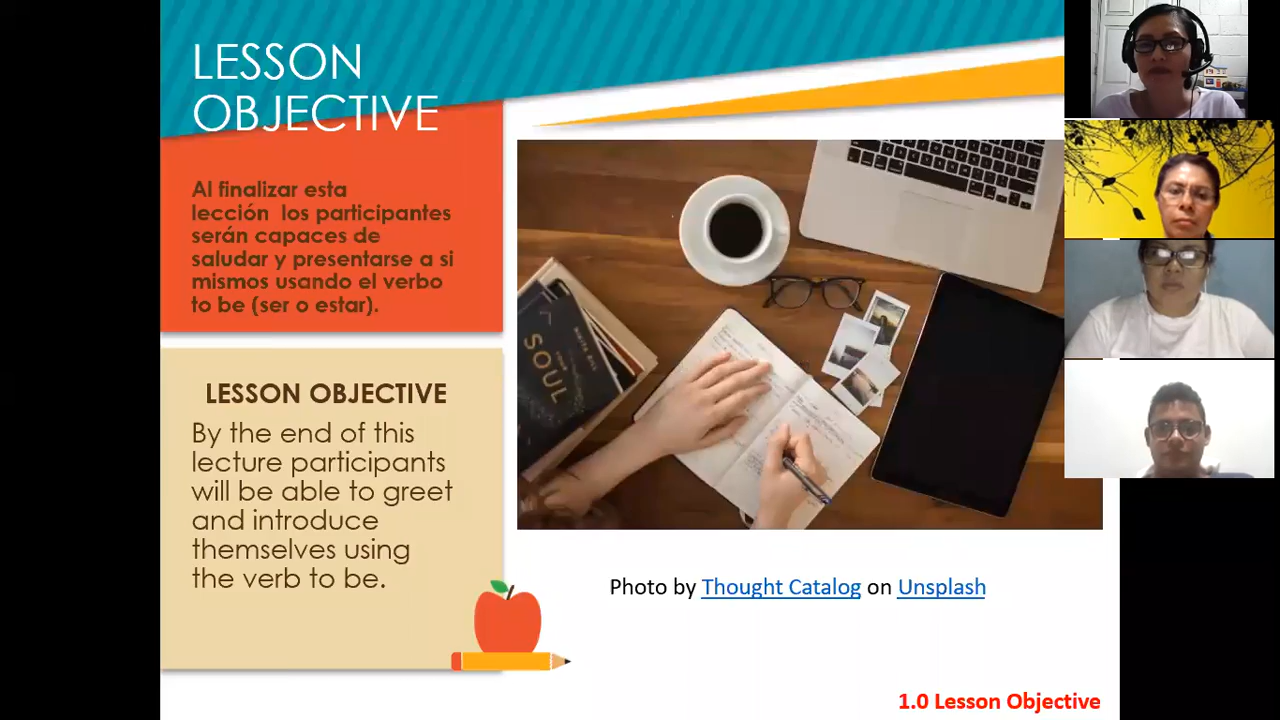 LESSON
OBJECTIVE
Al finalizar esta
lección los participantes
serán capaces de
saludar y presentarse a si
mismos usando el verbo
to be (ser o estar).
LESSON OBJECTIVE
By the end of this
lecture participants
will be able to greet
and introduce
themselves using
the verb to be.
SOUL
Photo by Thought Catalog on Unsplash
1.0 Lesson Objective